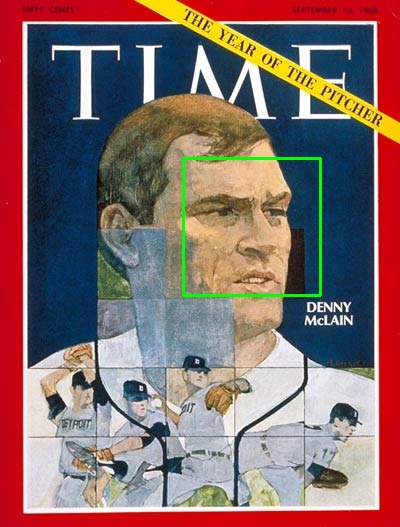 FIFTY CENTS
SEPTEMBER 13, 1968
THE YEAR OF THE PITCHER
TIME
DENNY
McLAIN
DETROIT